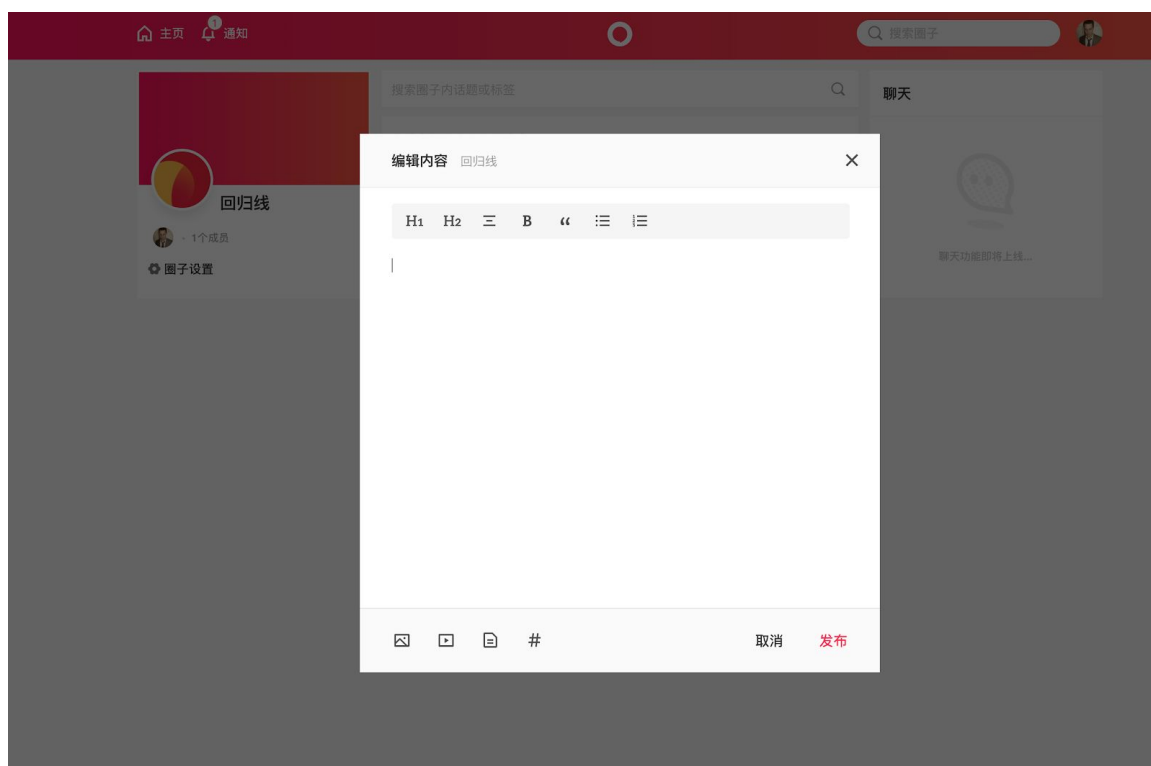 主页 1 通知
搜索圈子
搜索圈子内话题或标签
聊天
编辑内容 回归线
回归线
H1 H2 B “
· 1个成员
圈子设置
聊天功能即将上线...
# 取消 发布